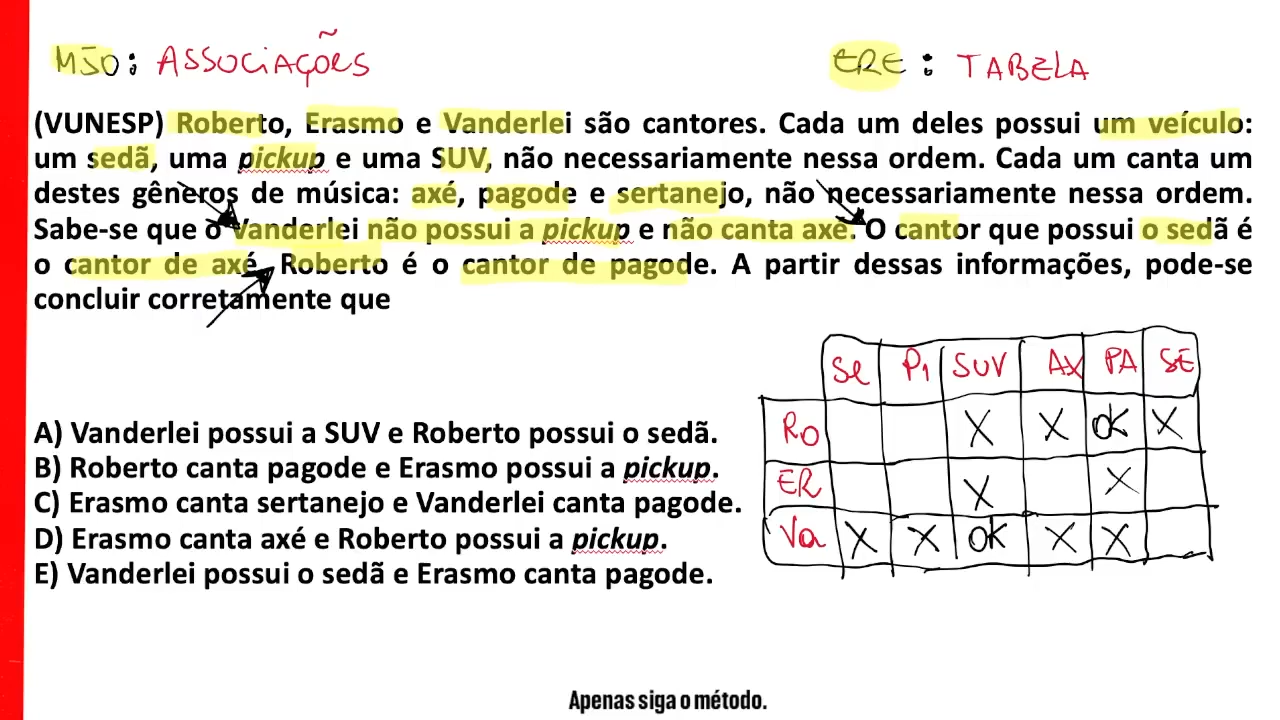 MJO: ASSOCIAÇÕES
ERE: TABELA
(VUNESP) Roberto, Erasmo e Vanderlei são cantores. Cada um deles possui um veículo:
um sedã, uma pickup e uma SUV, não necessariamente nessa ordem. Cada um canta um
destes gêneros de música: axé, pagode e sertanejo, não necessariamente nessa ordem.
Sabe-se que o Vanderlei não possui a pickup e não canta axé. O cantor que possui o sedã é
o cantor de axé. Roberto é o cantor de pagode. A partir dessas informações, pode-se
concluir corretamente que
A) Vanderlei possui a SUV e Roberto possui o sedã.
B) Roberto canta pagode e Erasmo possui a pickup.
C) Erasmo canta sertanejo e Vanderlei canta pagode.
D) Erasmo canta axé e Roberto possui a pickup.
E) Vanderlei possui o sedã e Erasmo canta pagode.
Se PI SUV AX PA SE
RO X X OK X
ER X X
Va X X OK X X
Apenas siga o método.